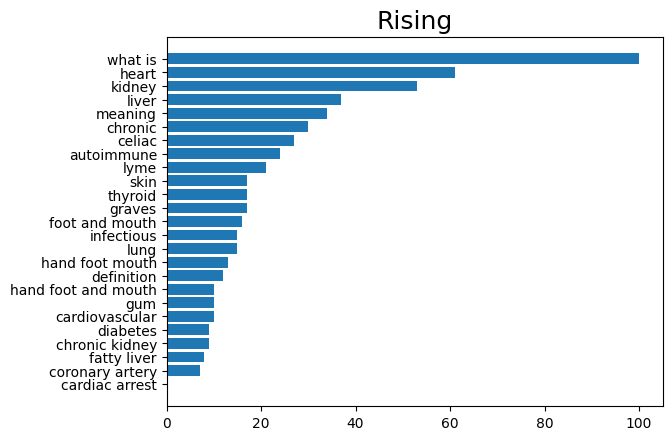 Rising
what is
heart
kidney
liver
meaning
chronic
celiac
autoimmune
lyme
skin
thyroid
graves
foot and mouth
infectious
lung
hand foot mouth
definition
hand foot and mouth
gum
cardiovascular
diabetes
chronic kidney
fatty liver
coronary artery
cardiac arrest
0 20 40 60 80 100